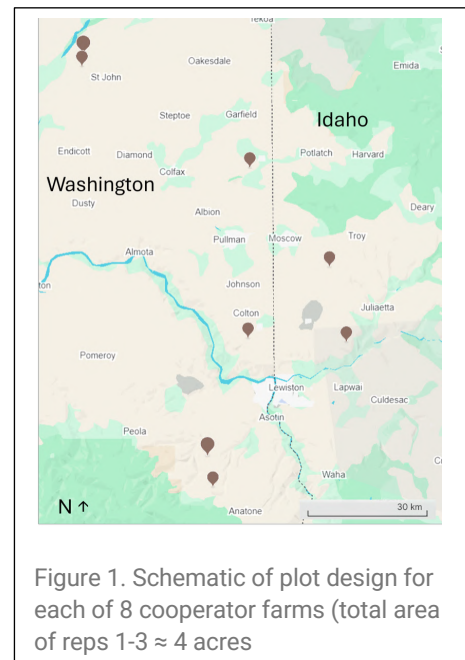 Tekoa
Oakesdale
Emida
St John
Steptoe
Garfield
Idaho
Endicott
Diamond
Potlatch
Harvard
Colfax
Washington
Dusty
Deary
Albion
Troy
Pullman
Moscow
Almota
Johnson
Juliaetta
Colton
Pomeroy
Lewiston
Lapwai
Culdesac
Asotin
Peola
Waha
N ↑
Anatone
30 km
Figure 1. Schematic of plot design for
each of 8 cooperator farms (total area
of reps 1-3 ≈ 4 acres